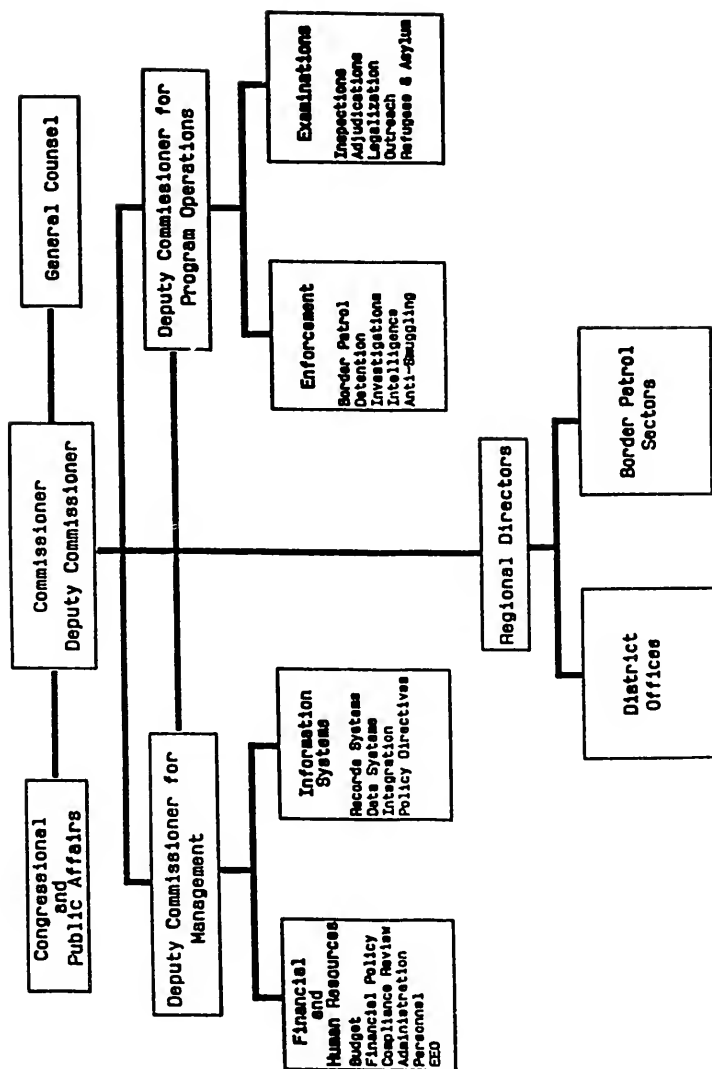 Congressional
and
Public Affairs
Commissioner
Deputy Commissioner
General Counsel
Deputy Commissioner for
Management
Deputy Commissioner for
Program Operations
Financial
and
Human Resources
Budget
Financial Policy
Compliance Review
Administration
Personnel
EEO
Information
Systems
Records Systems
Data Systems
Integration
Policy Directives
Enforcement
Border Patrol
Detention
Investigations
Intelligence
Anti-Smuggling
Examinations
Inspections
Adjudications
Legalization
Outreach
Refugees & Asylum
Regional Directors
District
Offices
Border Patrol
Sectors